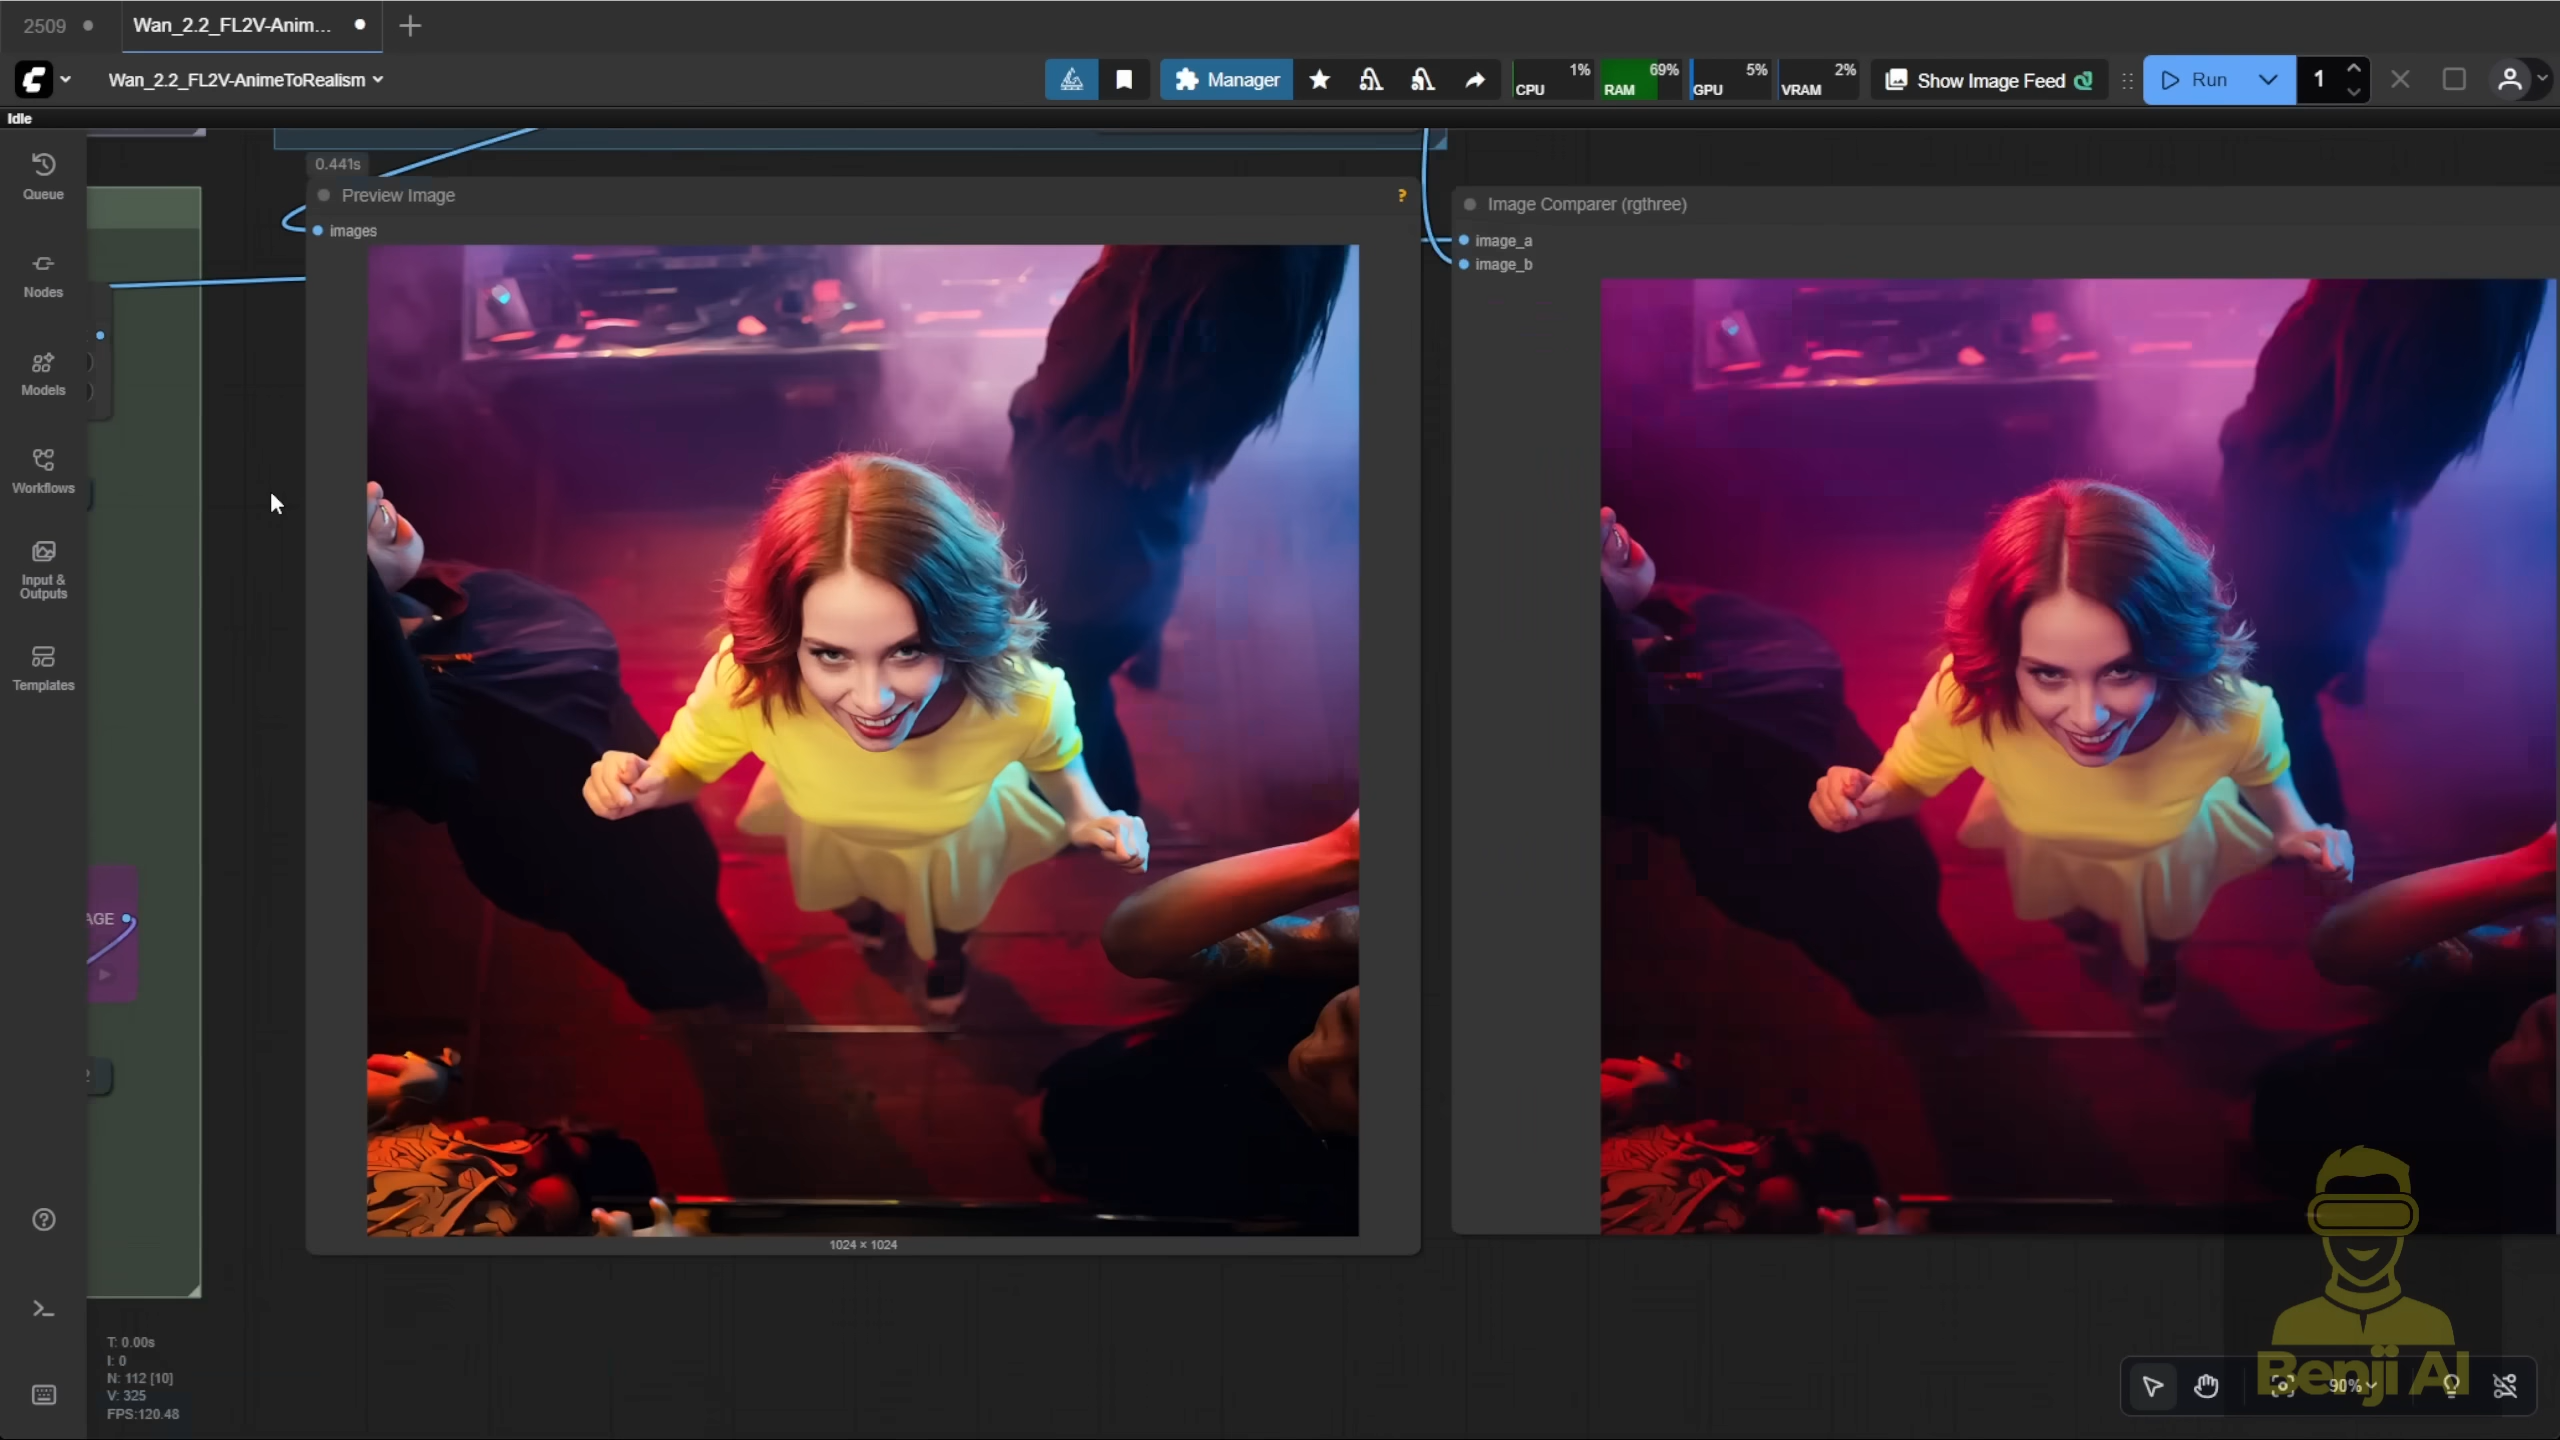 2509
Wan_2.2_FL2V-Anim...
Wan_2.2_FL2V-AnimeToRealism
Manager
CPU 1%
RAM 69%
GPU 5%
VRAM 2%
Show Image Feed
Run
1
Idle
Queue
Nodes
Models
Workflows
Input &
Outputs
Templates
0.441s
Preview Image
?
images
1024 × 1024
Image Comparer (rgthree)
image_a
image_b
AGE
T: 0.00s
I: 0
N: 112 [10]
V: 325
FPS:120.48
90%
Benji AI